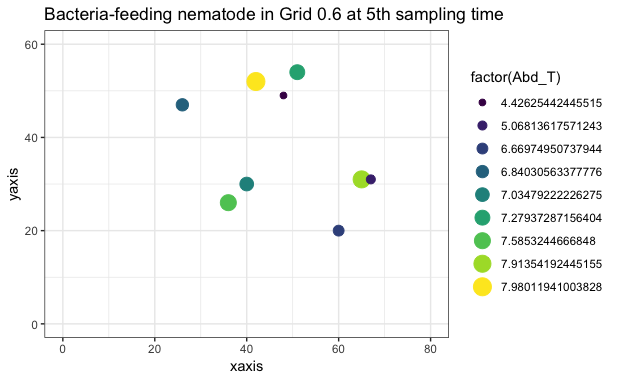 Bacteria-feeding nematode in Grid 0.6 at 5th sampling time
60
40
20
0
yaxis
0 20 40 60 80
xaxis
factor(Abd_T)
4.42625442445515
5.06813617571243
6.66974950737944
6.84030563377776
7.03479222226275
7.27937287156404
7.5853244666848
7.91354192445155
7.98011941003828